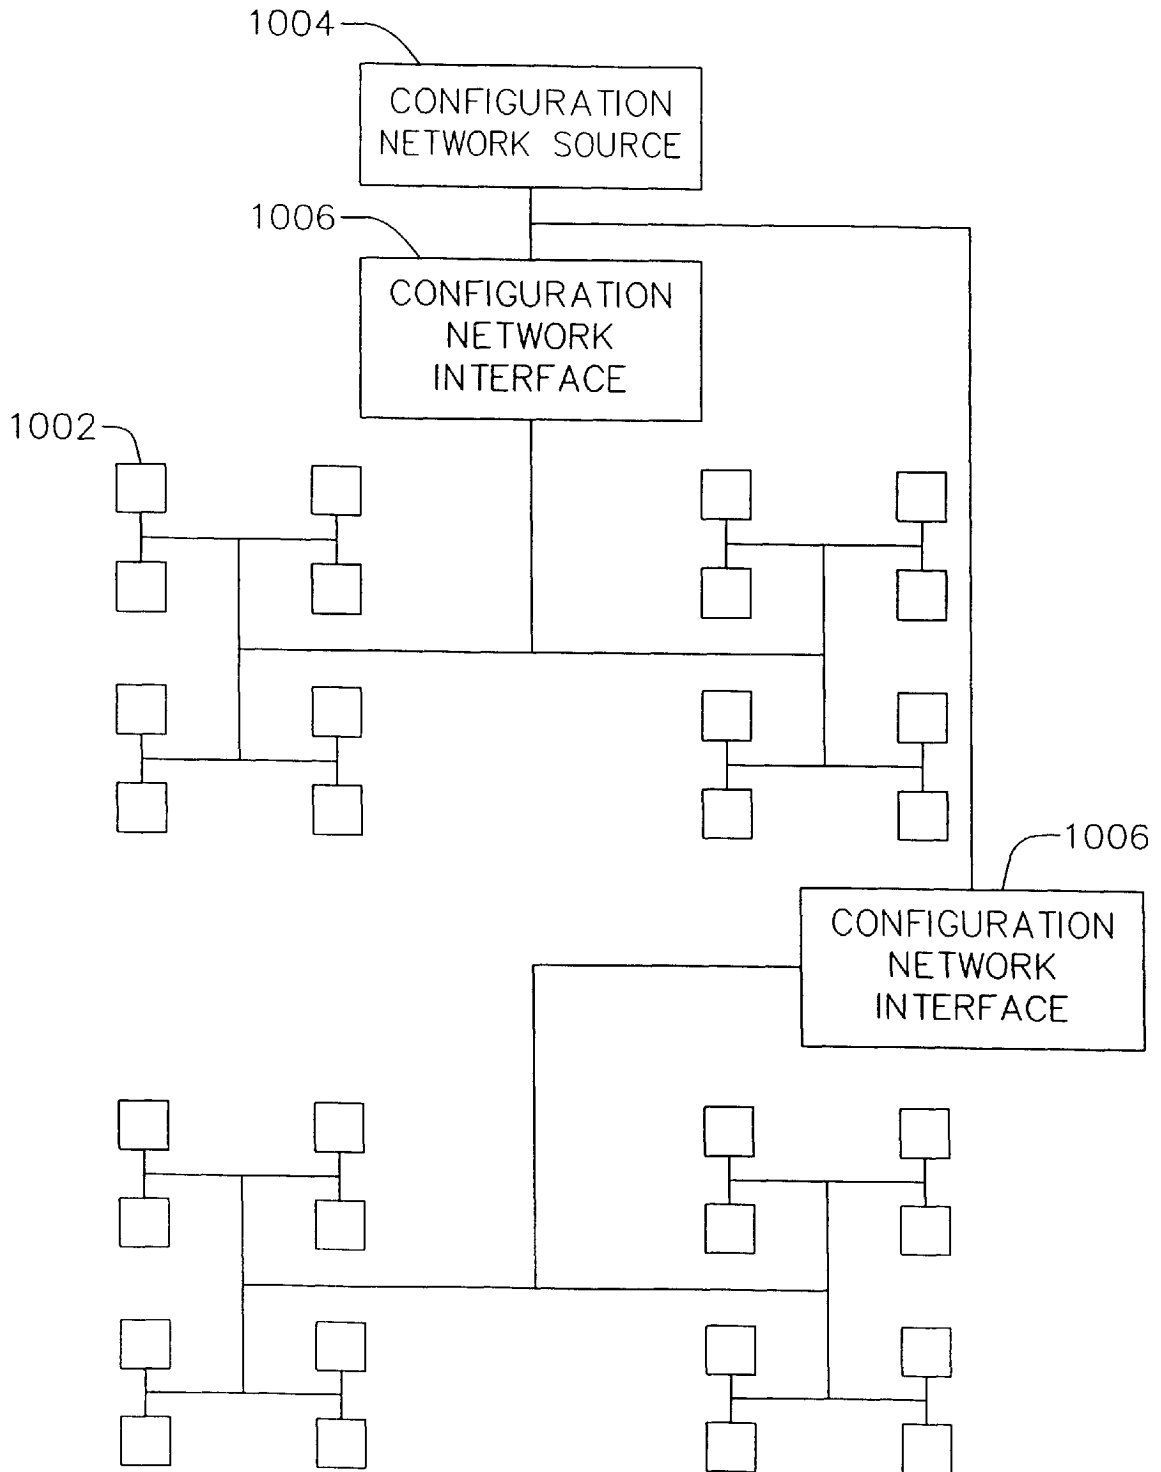 1004
CONFIGURATION
NETWORK SOURCE
1006
CONFIGURATION
NETWORK
INTERFACE
1002
1006
CONFIGURATION
NETWORK
INTERFACE